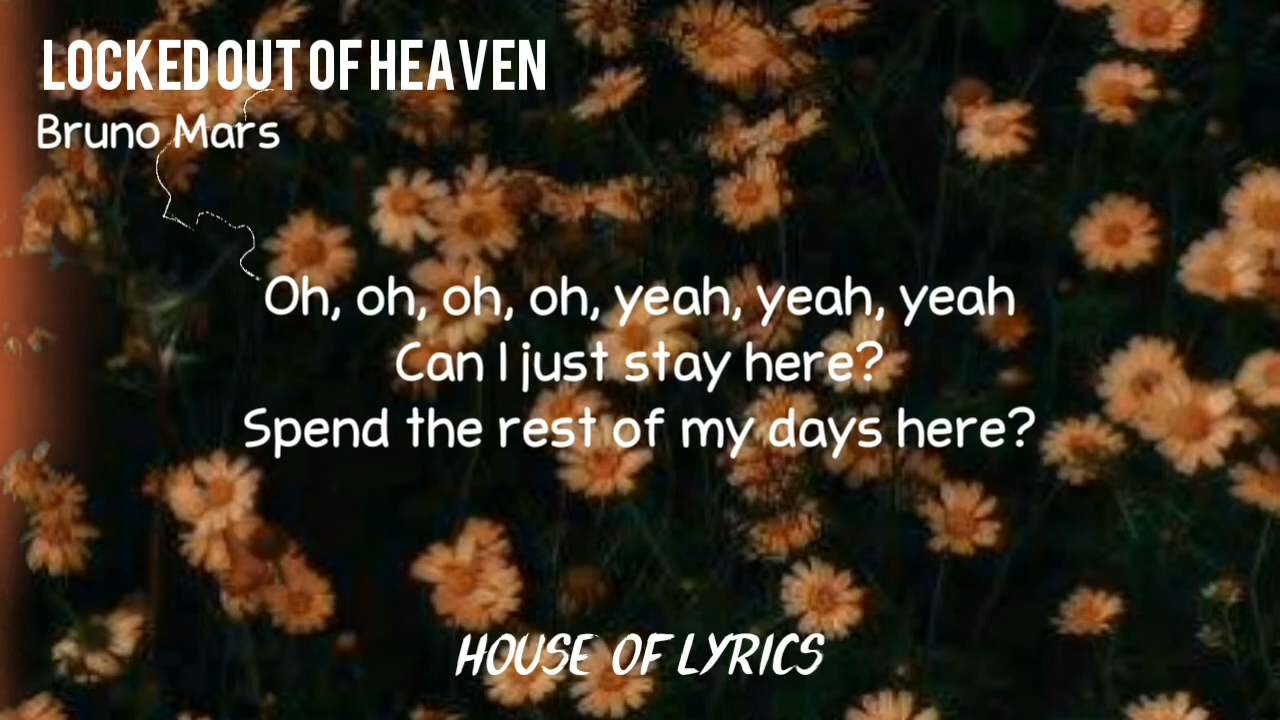 LOCKED OUT OF HEAVEN
Bruno Mars
Oh, oh, oh, oh, yeah, yeah, yeah
Can I just stay here?
Spend the rest of my days here?
HOUSE OF LYRICS